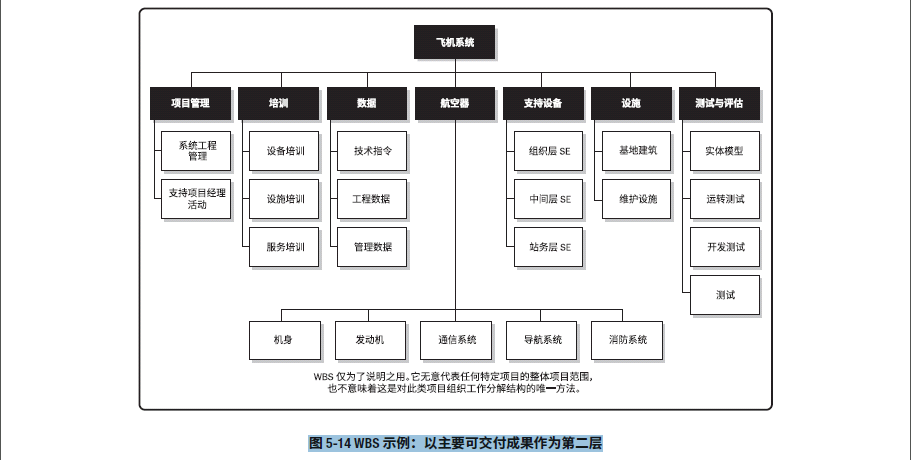 飞机系统
项目管理
培训
数据
航空器
支持设备
设施
测试与评估
系统工程
管理
设备培训
技术指令
组织层 SE
基地建筑
实体模型
支持项目经理
活动
设施培训
工程数据
中间层 SE
维护设施
运转测试
服务培训
管理数据
站务层 SE
开发测试
测试
机身
发动机
通信系统
导航系统
消防系统
WBS 仅为了说明之用。它无意代表任何特定项目的整体项目范围，
也不意味着这是对此类项目组织工作分解结构的唯一方法。
图 5-14 WBS 示例：以主要可交付成果作为第二层